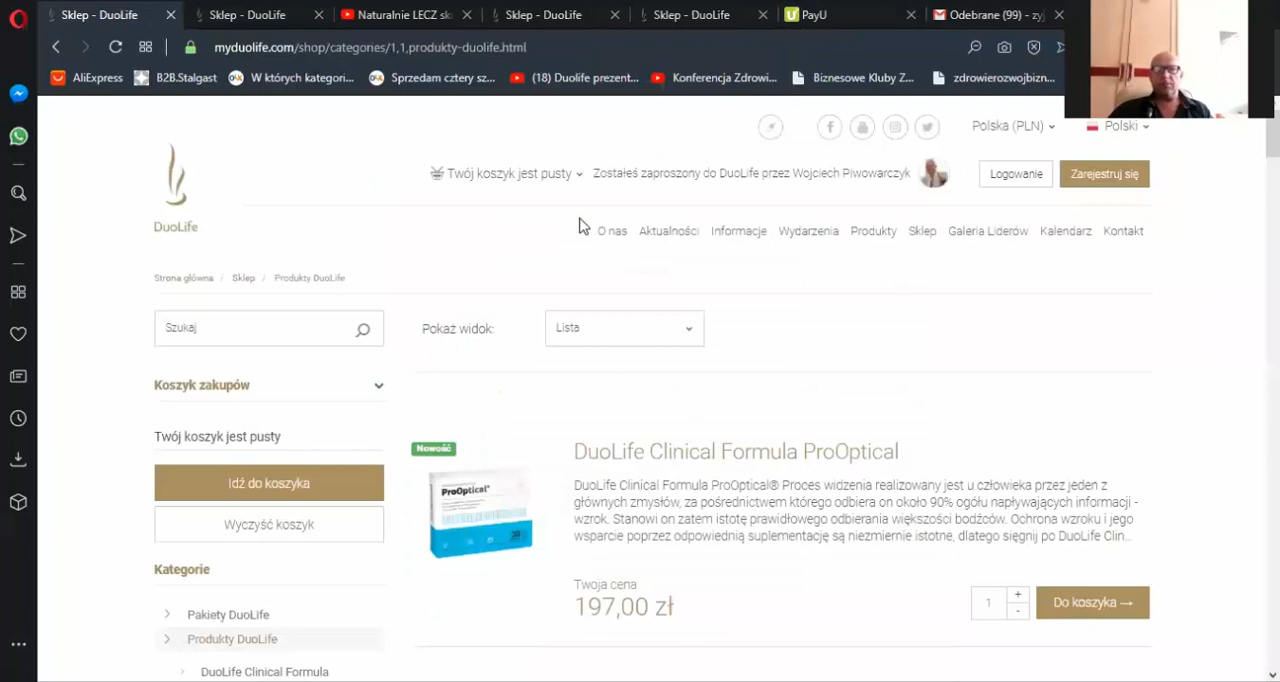 Sklep - DuoLife
Sklep - DuoLife
Naturalnie LECZ sk
Sklep - DuoLife
Sklep - DuoLife
PayU
Odebrane (99) - zyj
myduolife.com/shop/categories/1,1,produkty-duolife.html
AliExpress
B2B.Stalgast
W których kategori...
Sprzedam cztery sz...
(18) Duolife prezent...
Konferencja Zdrowi...
Biznesowe Kluby Z...
zdrowierozwojbizn...
Polska (PLN)
Polski
Twój koszyk jest pusty
Zostałeś zaproszony do DuoLife przez Wojciech Piwowarczyk
Logowanie
Zarejestruj się
DuoLife
O nas
Aktualności
Informacje
Wydarzenia
Produkty
Sklep
Galeria Liderów
Kalendarz
Kontakt
Strona główna / Sklep / Produkty DuoLife
Szukaj
Pokaż widok:
Lista
Koszyk zakupów
Twój koszyk jest pusty
Idź do koszyka
Wyczyść koszyk
Kategorie
Pakiety DuoLife
Produkty DuoLife
DuoLife Clinical Formula
Nowość
ProOptical
DuoLife Clinical Formula ProOptical
DuoLife Clinical Formula ProOptical® Proces widzenia realizowany jest u człowieka przez jeden z
głównych zmysłów, za pośrednictwem którego odbiera on około 90% ogółu napływających informacji -
wzrok. Stanowi on zatem istotę prawidłowego odbierania większości bodźców. Ochrona wzroku i jego
wsparcie poprzez odpowiednią suplementację są niezmiernie istotne, dlatego sięgnij po DuoLife Clin...
Twoja cena
197,00 zł
1
+
-
Do koszyka →